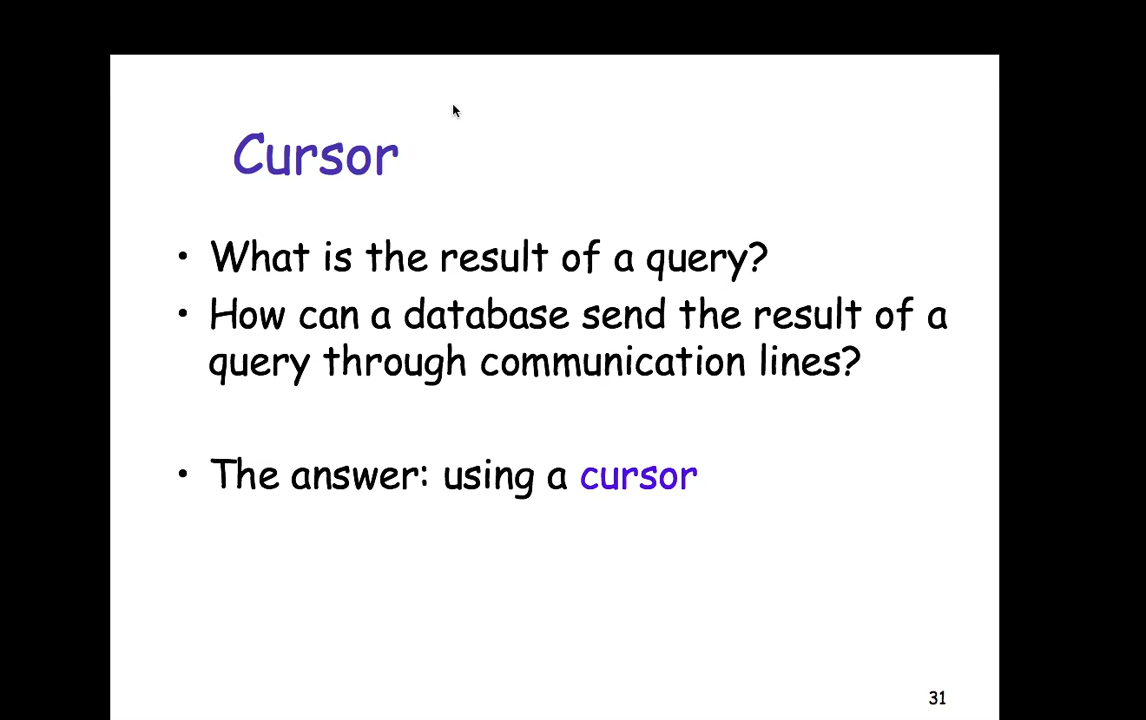 Cursor
• What is the result of a query?
• How can a database send the result of a
query through communication lines?
• The answer: using a cursor
31